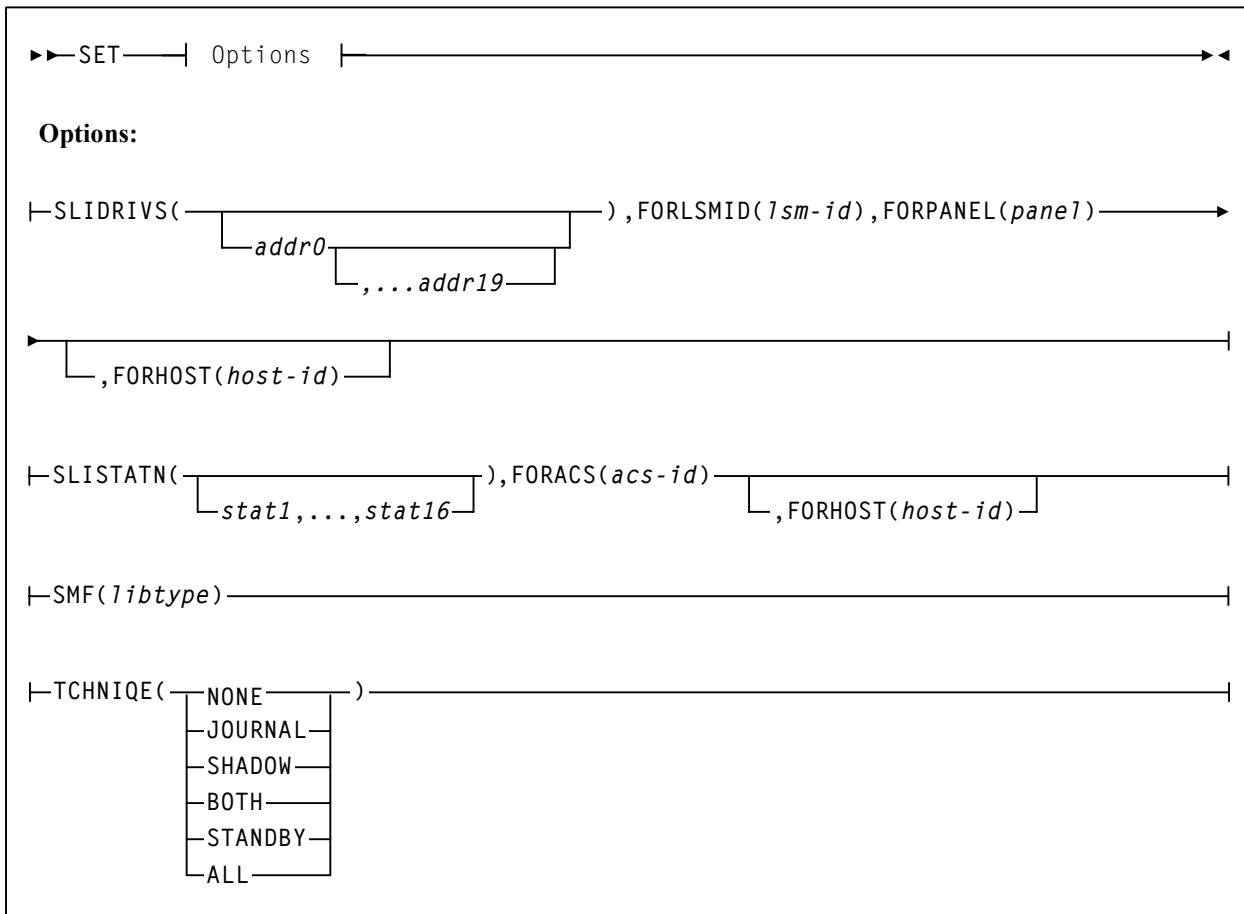 SET Options
Options:
SLIDRIVS( addr0 ,...addr19 ),FORLSMID(lsm-id),FORPANEL(panel)
,FORHOST(host-id)
SLISTATN( stat1,...,stat16 ),FORACS(acs-id) ,FORHOST(host-id)
SMF(libtype)
TCHNIQE( NONE )
JOURNAL
SHADOW
BOTH
STANDBY
ALL